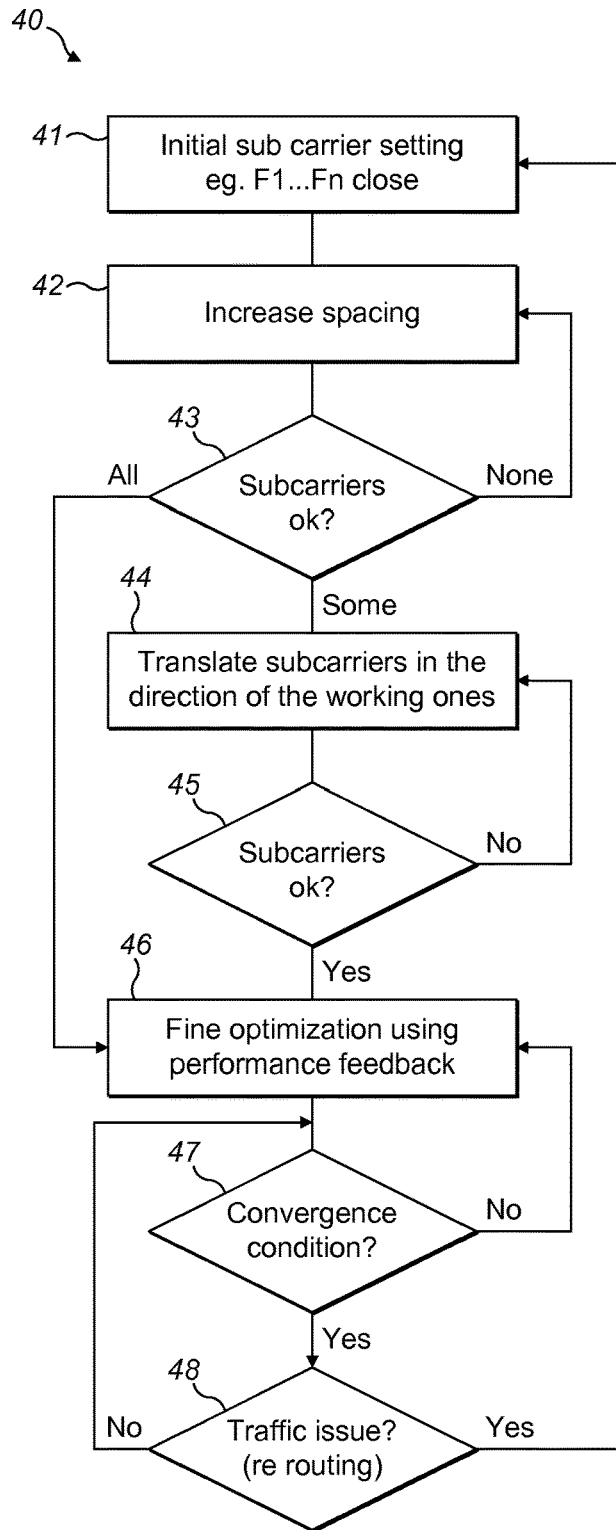 40
41
Initial sub carrier setting
eg. F1...Fn close
42
Increase spacing
43
All
None
Subcarriers
ok?
44
Some
Translate subcarriers in the
direction of the working ones
45
Subcarriers
ok?
No
46
Yes
Fine optimization using
performance feedback
47
Convergence
condition?
No
48
Yes
No
Traffic issue?
(re routing)
Yes